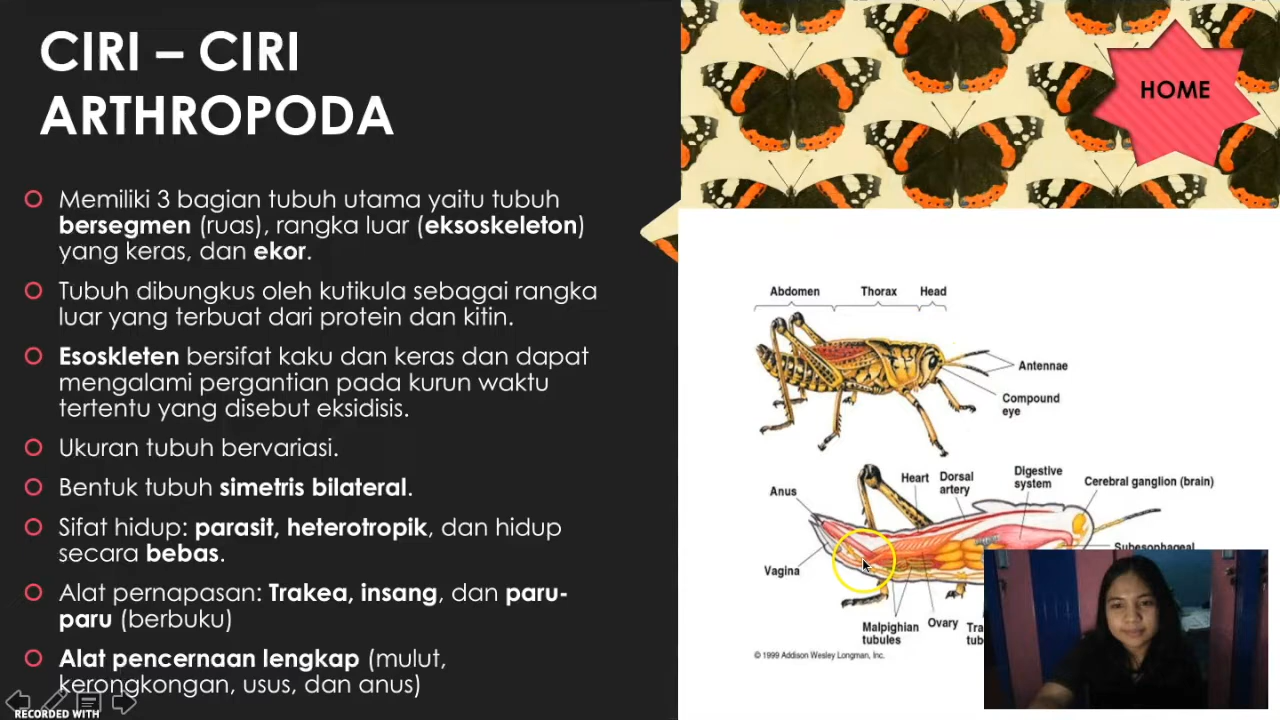 CIRI – CIRI
ARTHROPODA
HOME
Memiliki 3 bagian tubuh utama yaitu tubuh
bersegmen (ruas), rangka luar (eksoskeleton)
yang keras, dan ekor.
Tubuh dibungkus oleh kutikula sebagai rangka
luar yang terbuat dari protein dan kitin.
Esoskleten bersifat kaku dan keras dan dapat
mengalami pergantian pada kurun waktu
tertentu yang disebut eksidisis.
Ukuran tubuh bervariasi.
Bentuk tubuh simetris bilateral.
Sifat hidup: parasit, heterotropik, dan hidup
secara bebas.
Alat pernapasan: Trakea, insang, dan paru-
paru (berbuku)
Alat pencernaan lengkap (mulut,
kerongkongan, usus, dan anus)
RECORDED WITH
Abdomen Thorax Head
Antennae
Compound
eye
Anus
Heart
Dorsal
artery
Digestive
system
Cerebral ganglion (brain)
Subesophageal
Vagina
Malpighian
tubules
Ovary
© 1999 Addison Wesley Longman, Inc.